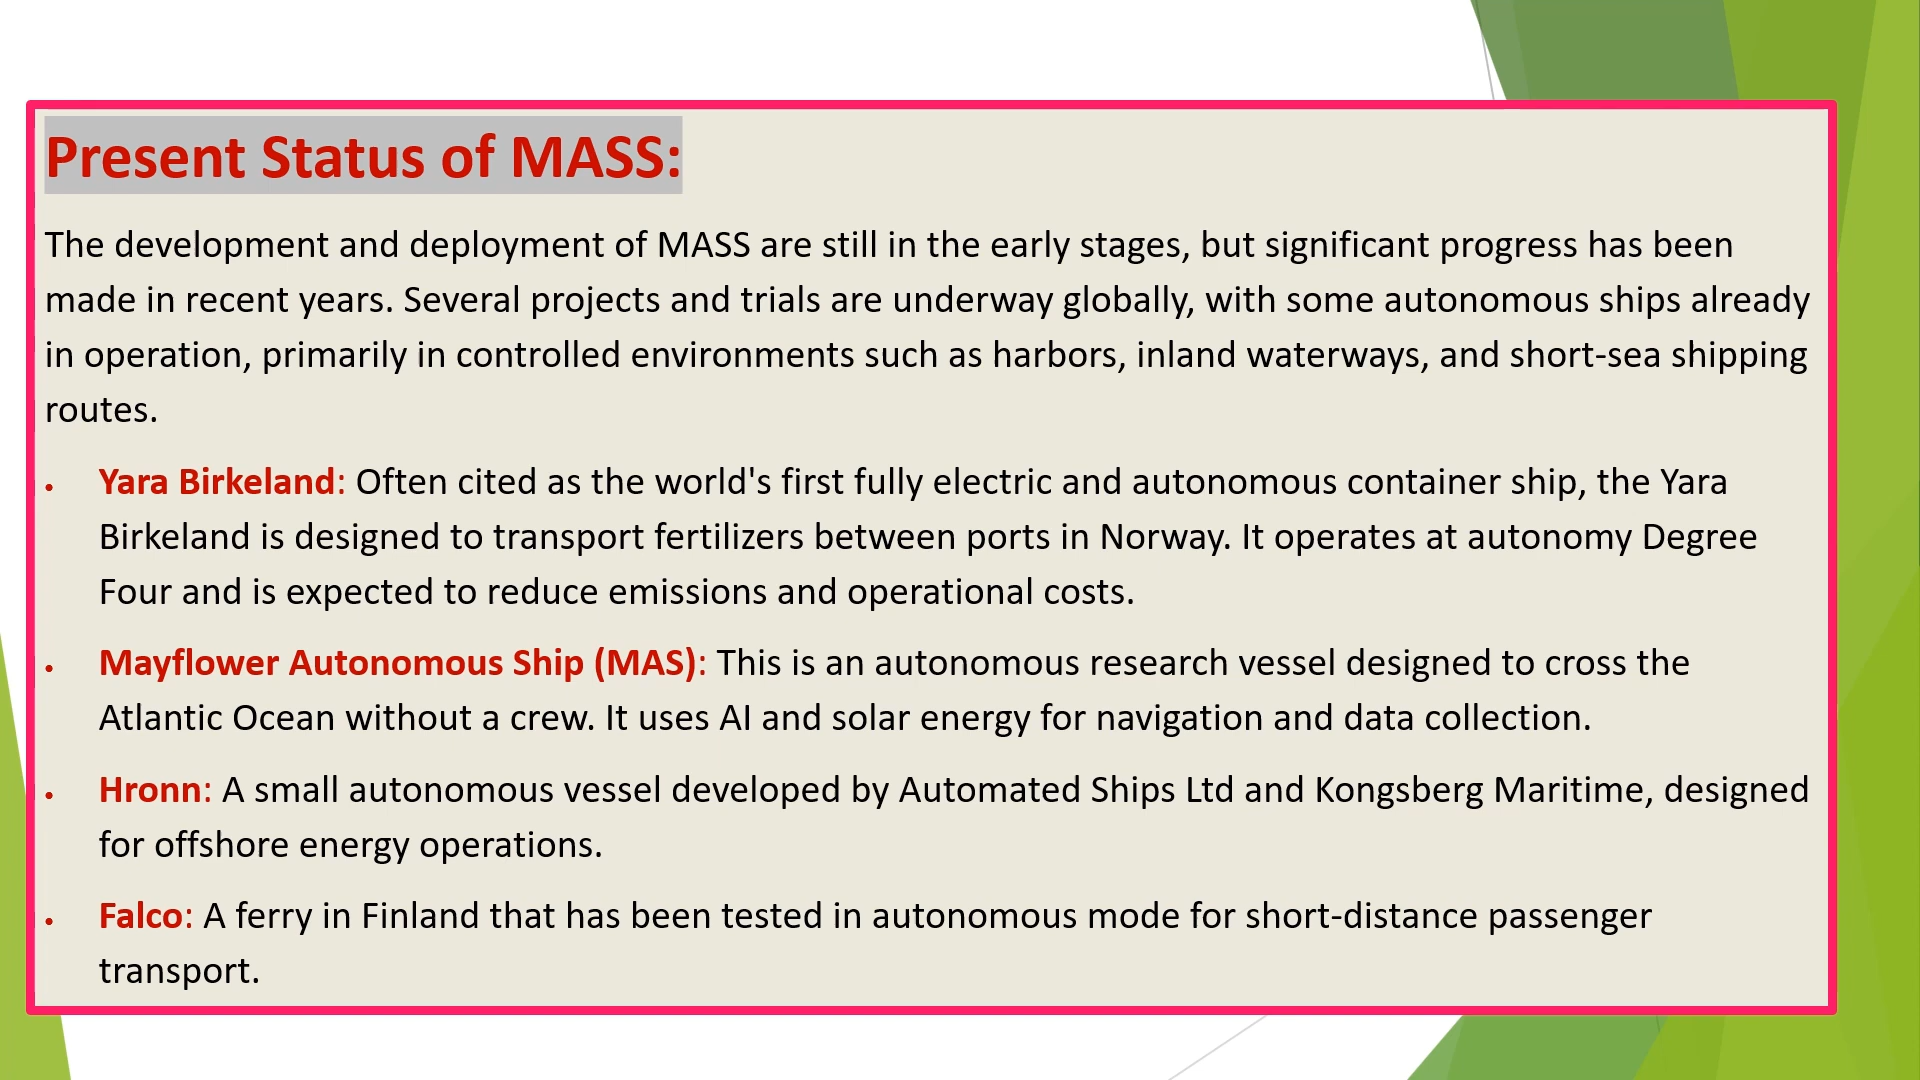 Present Status of MASS:
The development and deployment of MASS are still in the early stages, but significant progress has been
made in recent years. Several projects and trials are underway globally, with some autonomous ships already
in operation, primarily in controlled environments such as harbors, inland waterways, and short-sea shipping
routes.
• Yara Birkeland: Often cited as the world's first fully electric and autonomous container ship, the Yara
Birkeland is designed to transport fertilizers between ports in Norway. It operates at autonomy Degree
Four and is expected to reduce emissions and operational costs.
• Mayflower Autonomous Ship (MAS): This is an autonomous research vessel designed to cross the
Atlantic Ocean without a crew. It uses AI and solar energy for navigation and data collection.
• Hronn: A small autonomous vessel developed by Automated Ships Ltd and Kongsberg Maritime, designed
for offshore energy operations.
• Falco: A ferry in Finland that has been tested in autonomous mode for short-distance passenger
transport.